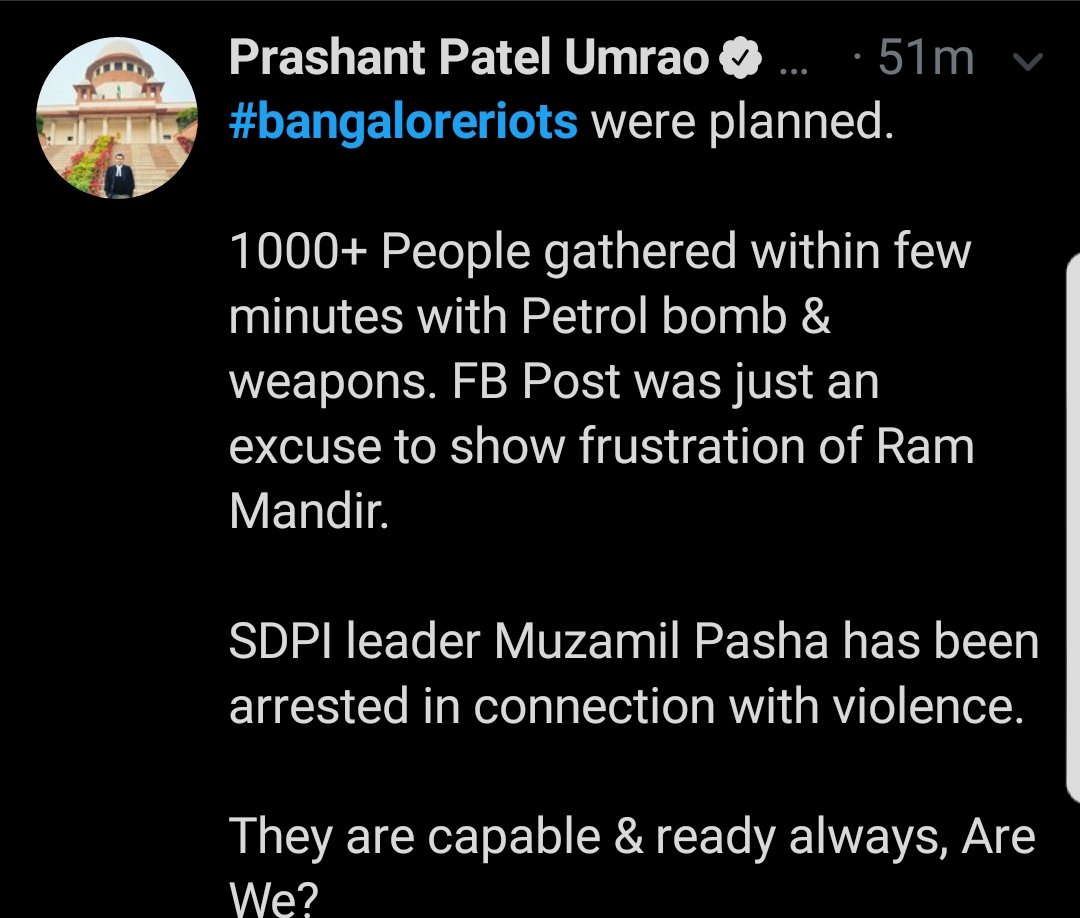 Prashant Patel Umrao ... · 51m
#bangaloreriots were planned.
1000+ People gathered within few
minutes with Petrol bomb &
weapons. FB Post was just an
excuse to show frustration of Ram
Mandir.
SDPI leader Muzamil Pasha has been
arrested in connection with violence.
They are capable & ready always, Are
We?